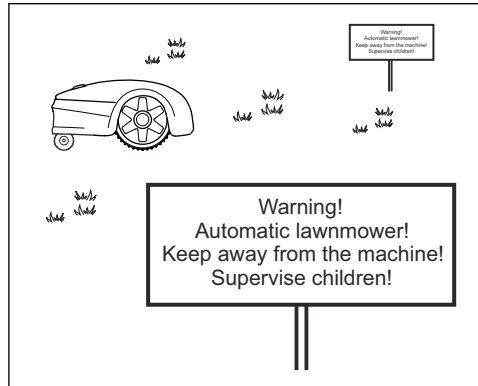 Warning!
Automatic lawnmower!
Keep away from the machine!
Supervise children!
Warning!
Automatic lawnmower!
Keep away from the machine!
Supervise children!